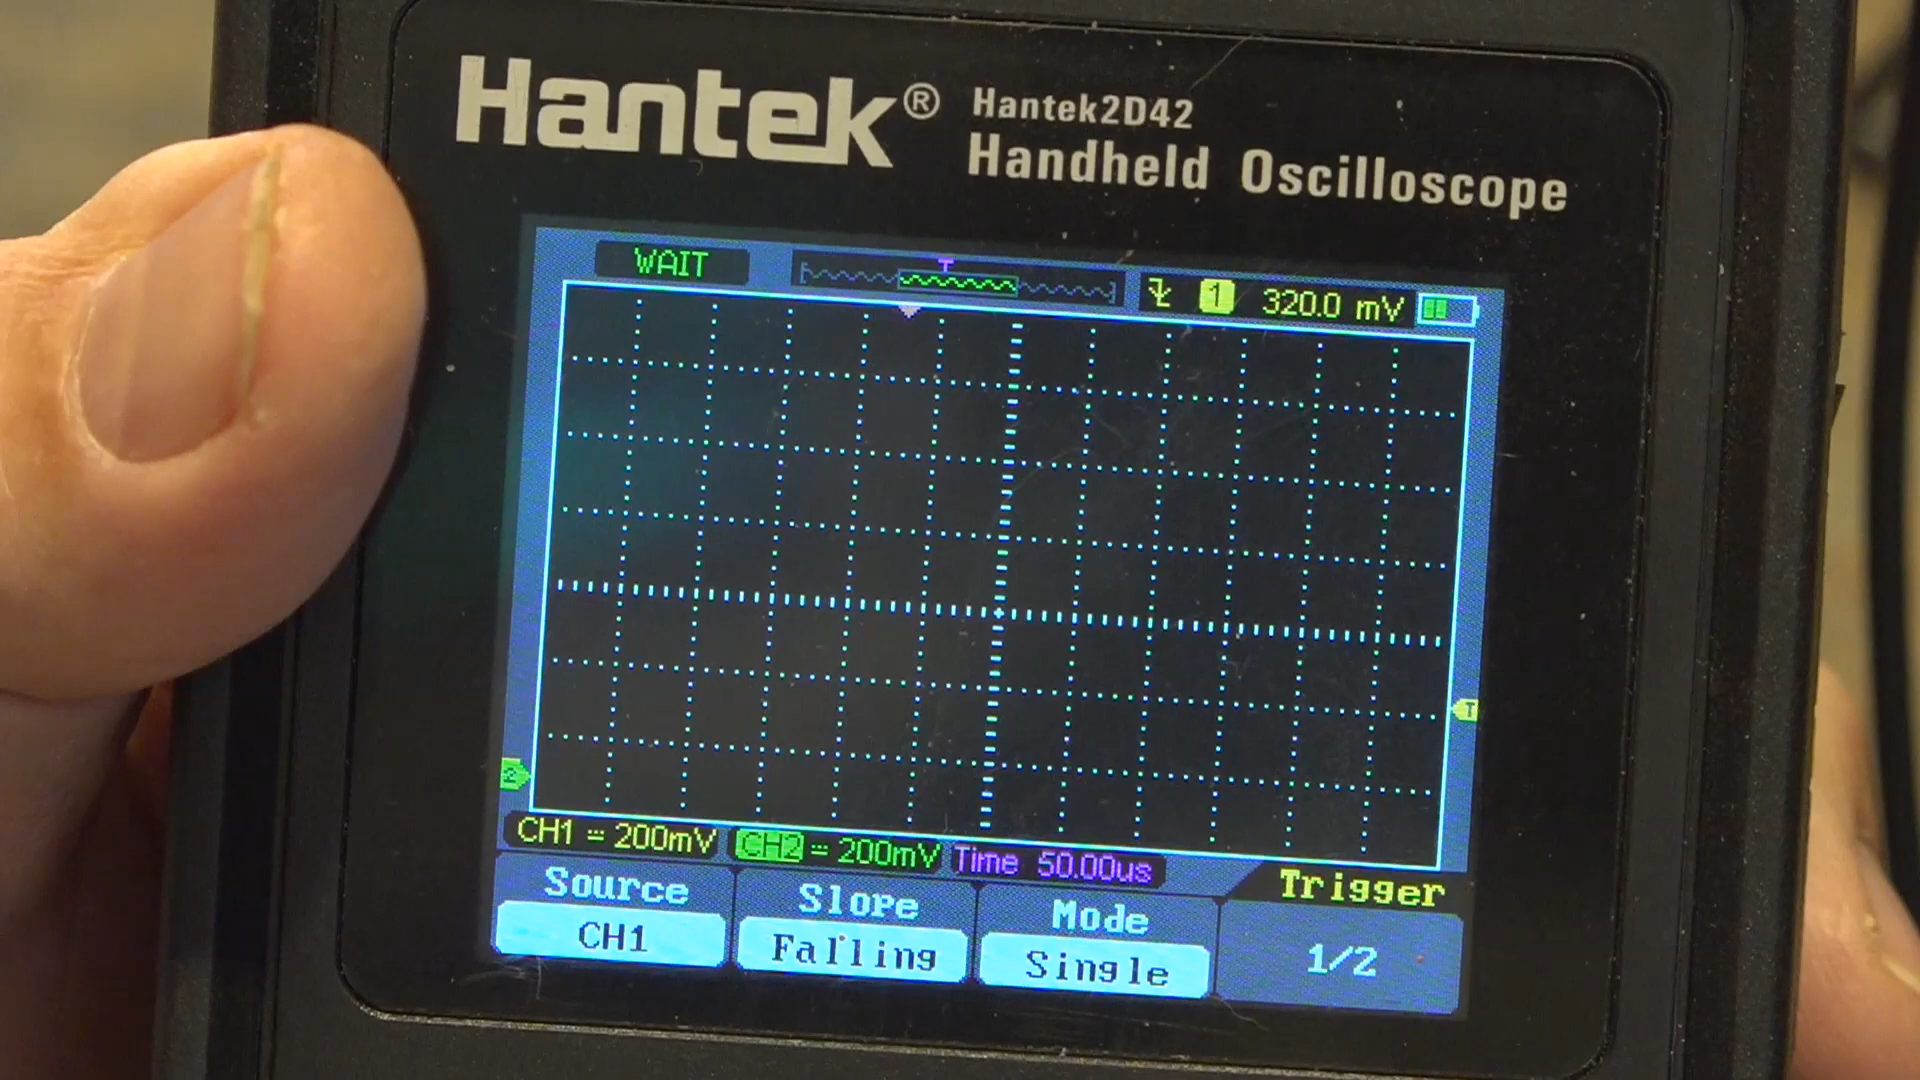 Hantek®
Hantek2D42
Handheld Oscilloscope
WAIT
T
1 320.0 mV
T
2
CH1 = 200mV CH2 = 200mV Time 50.00us
Trigger
Source Slope Mode
CH1 Falling Single 1/2